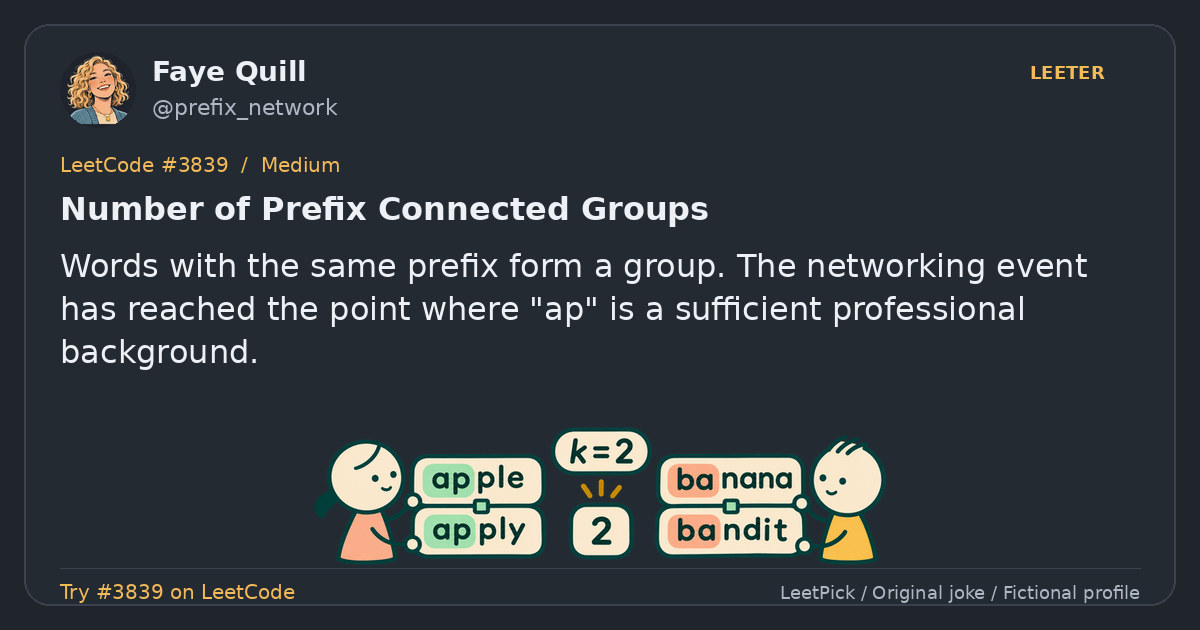 Faye Quill
@prefix_network
LEETER
LeetCode #3839 / Medium
Number of Prefix Connected Groups
Words with the same prefix form a group. The networking event
has reached the point where "ap" is a sufficient professional
background.
k=2
apple
apply
2
banana
bandit
Try #3839 on LeetCode
LeetPick / Original joke / Fictional profile